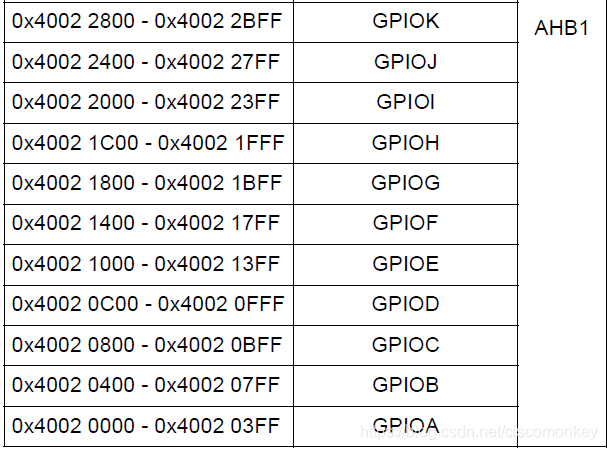 0x4002 2800 - 0x4002 2BFF GPIOK AHB1
0x4002 2400 - 0x4002 27FF GPIOJ
0x4002 2000 - 0x4002 23FF GPIOI
0x4002 1C00 - 0x4002 1FFF GPIOH
0x4002 1800 - 0x4002 1BFF GPIOG
0x4002 1400 - 0x4002 17FF GPIOF
0x4002 1000 - 0x4002 13FF GPIOE
0x4002 0C00 - 0x4002 0FFF GPIOD
0x4002 0800 - 0x4002 0BFF GPIOC
0x4002 0400 - 0x4002 07FF GPIOB
0x4002 0000 - 0x4002 03FF GPIOA
https://blog.csdn.net/ciscomonkey